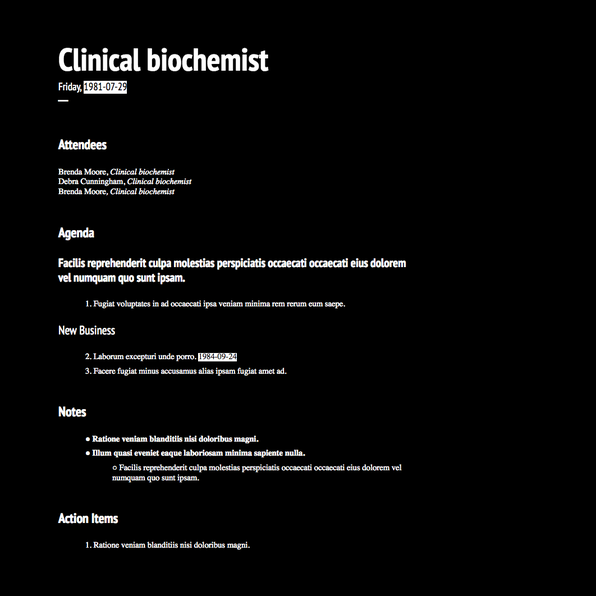 Clinical biochemist
Friday, 1981-07-29
Attendees
Brenda Moore, Clinical biochemist
Debra Cunningham, Clinical biochemist
Brenda Moore, Clinical biochemist
Agenda
Facilis reprehenderit culpa molestias perspiciatis occaecati occaecati eius dolorem
vel numquam quo sunt ipsam.
1. Fugiat voluptates in ad occaecati ipsa veniam minima rem rerum eum saepe.
New Business
2. Laborum excepturi unde porro. 1984-09-24
3. Facere fugiat minus accusamus alias ipsam fugiat amet ad.
Notes
● Ratione veniam blanditiis nisi doloribus magni.
● Illum quasi eveniet eaque laboriosam minima sapiente nulla.
○ Facilis reprehenderit culpa molestias perspiciatis occaecati occaecati eius dolorem vel
numquam quo sunt ipsam.
Action Items
1. Ratione veniam blanditiis nisi doloribus magni.